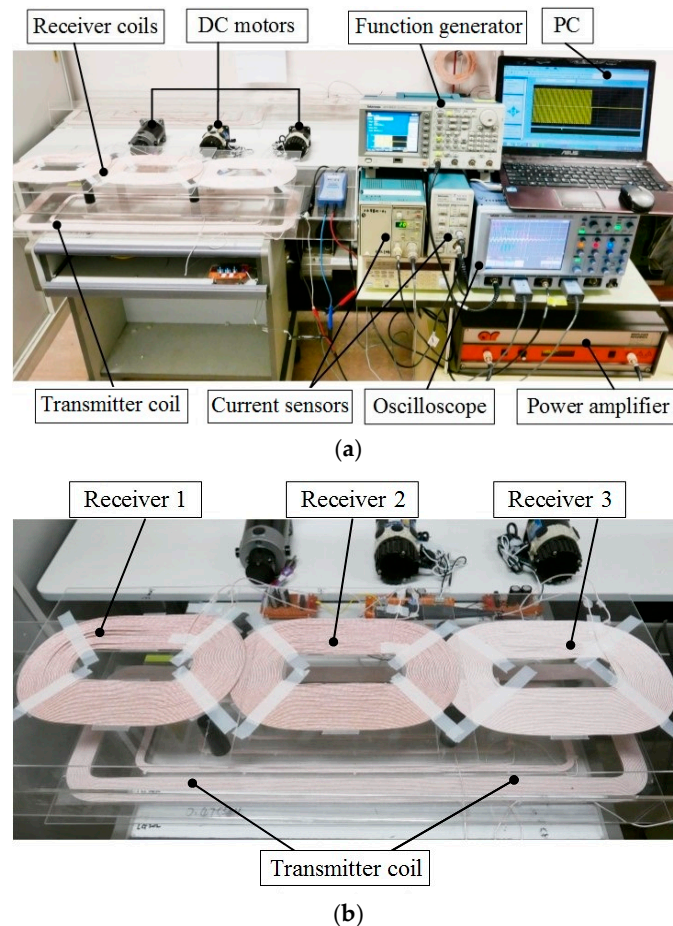 Receiver coils
DC motors
Function generator
PC
ASUS
Transmitter coil
Current sensors
Oscilloscope
Power amplifier
(a)
Receiver 1
Receiver 2
Receiver 3
Transmitter coil
(b)